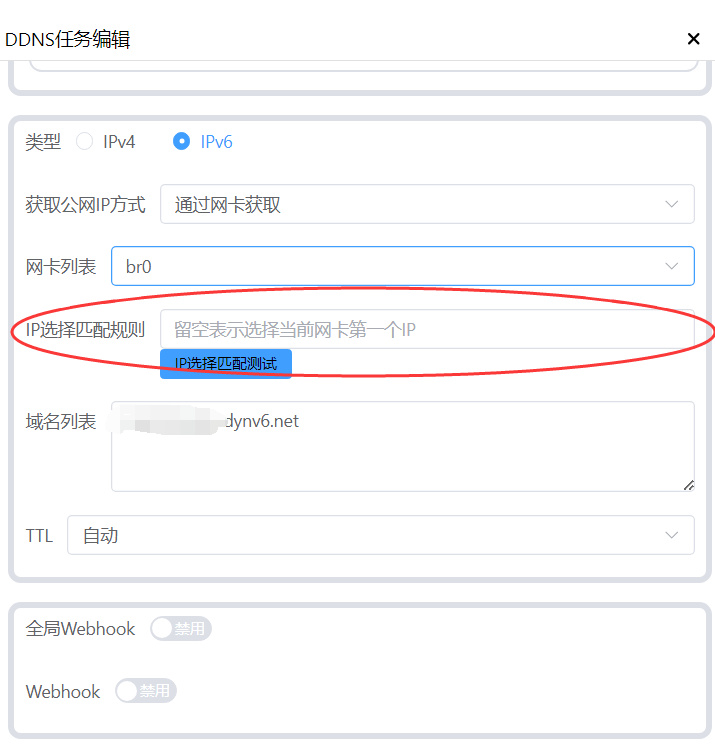 DDNS任务编辑
类型 IPv4 IPv6
获取公网IP方式 通过网卡获取
网卡列表 br0
IP选择匹配规则 留空表示选择当前网卡第一个IP
IP选择匹配测试
域名列表 dynv6.net
TTL 自动
全局Webhook 禁用
Webhook 禁用